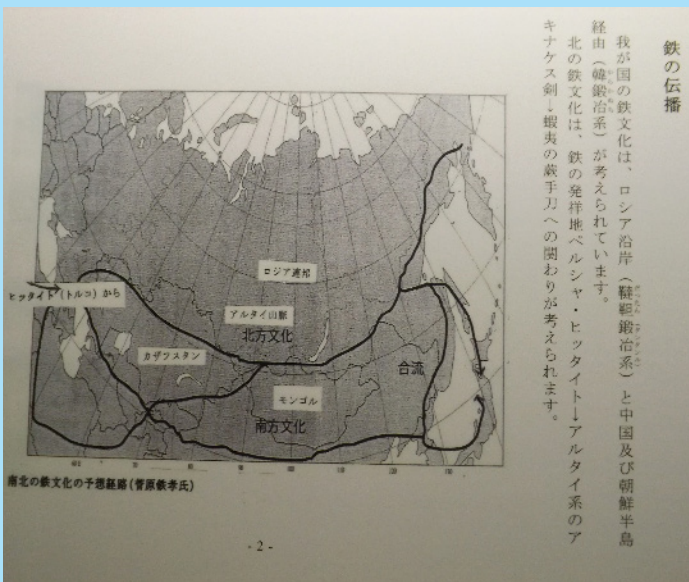 鉄の伝播
我が国の鉄文化は、ロシア沿岸（韃靼鍛冶系）と中国及び朝鮮半島
経由（韓鍛冶系）が考えられています。
北の鉄文化は、鉄の発祥地ペルシャ・ヒッタイト→アルタイ系のア
キナケス剣→蝦夷の蕨手刀への関わりが考えられます。
ロシア連邦
ヒッタイト（トルコ）から
アルタイ山脈
北方文化
カザフスタン
合流
モンゴル
南方文化
南北の鉄文化の予想経路(菅原鉄孝氏)
- 2 -